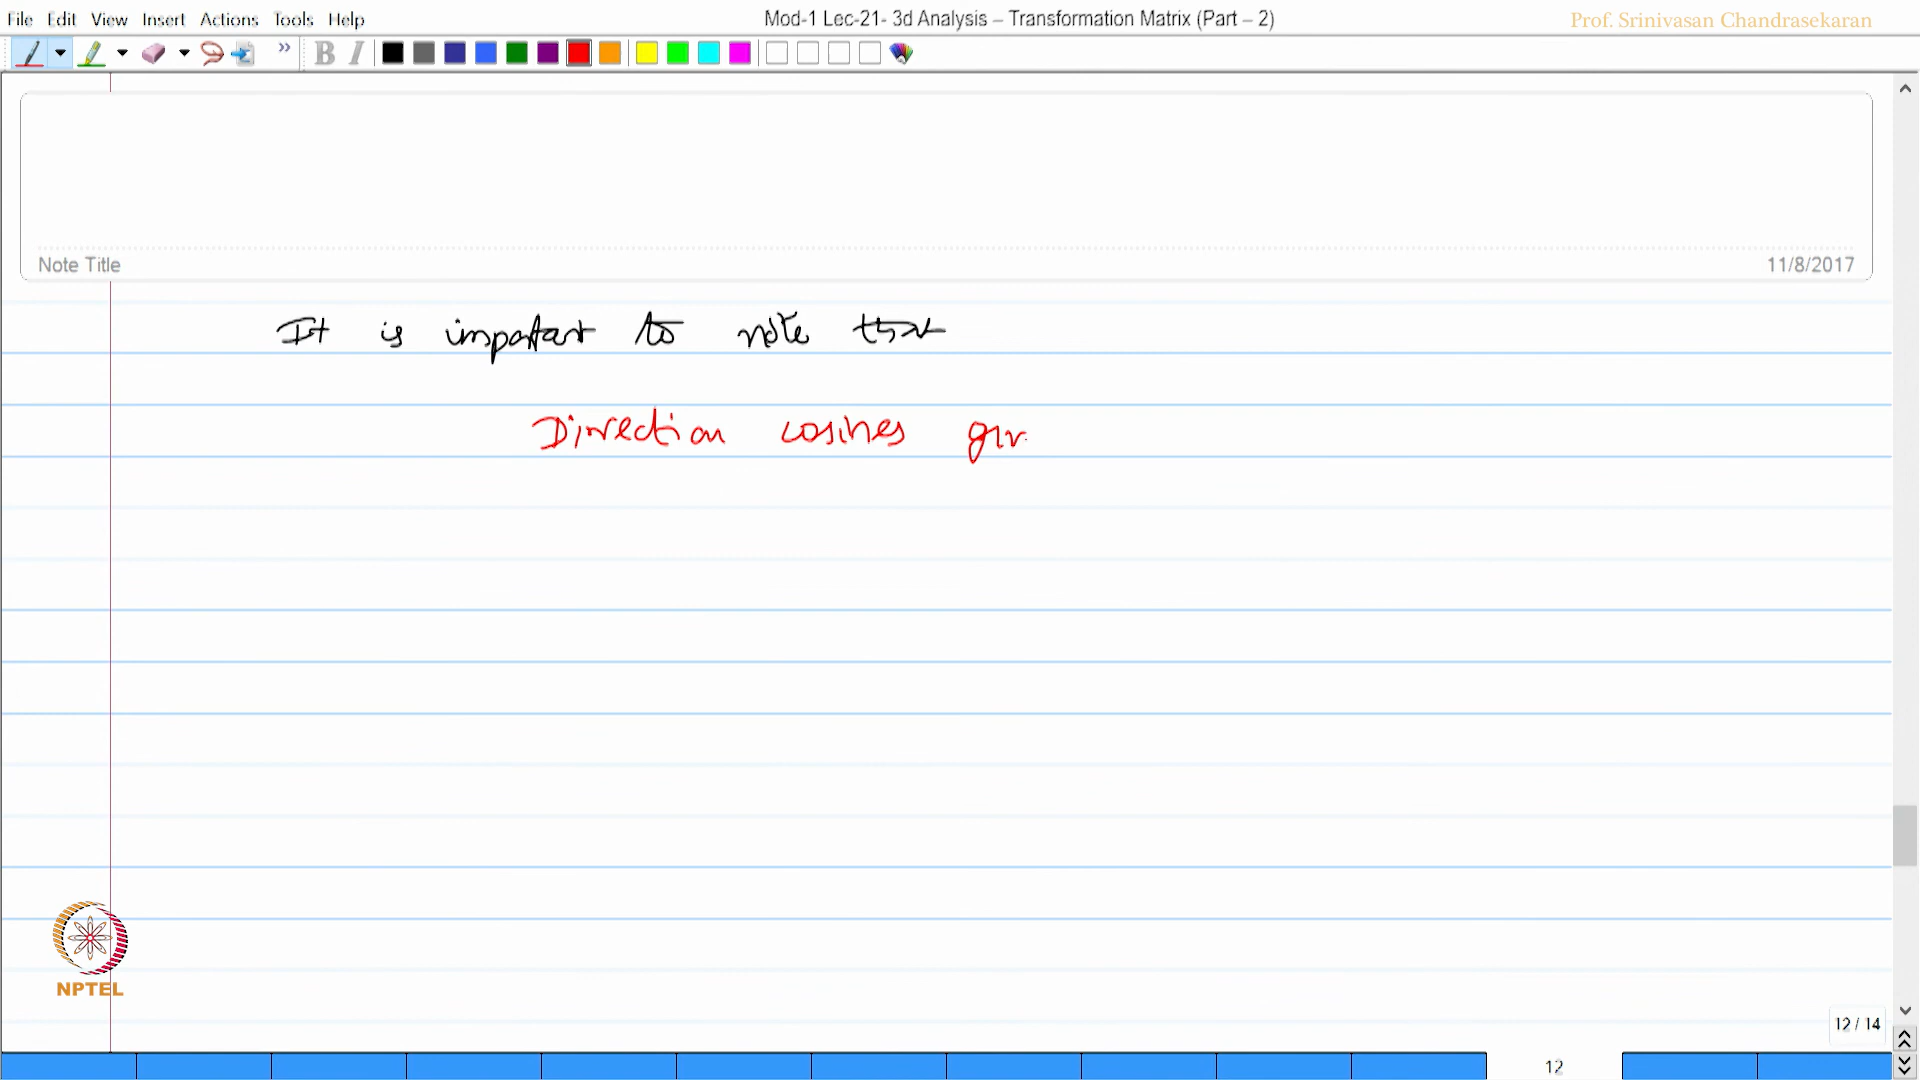 File Edit View Insert Actions Tools Help
Mod-1 Lec-21- 3d Analysis – Transformation Matrix (Part – 2)
Prof. Srinivasan Chandrasekaran
B I
Note Title
11/8/2017
It is important to note that
Direction cosines giv
NPTEL
12 / 14
12